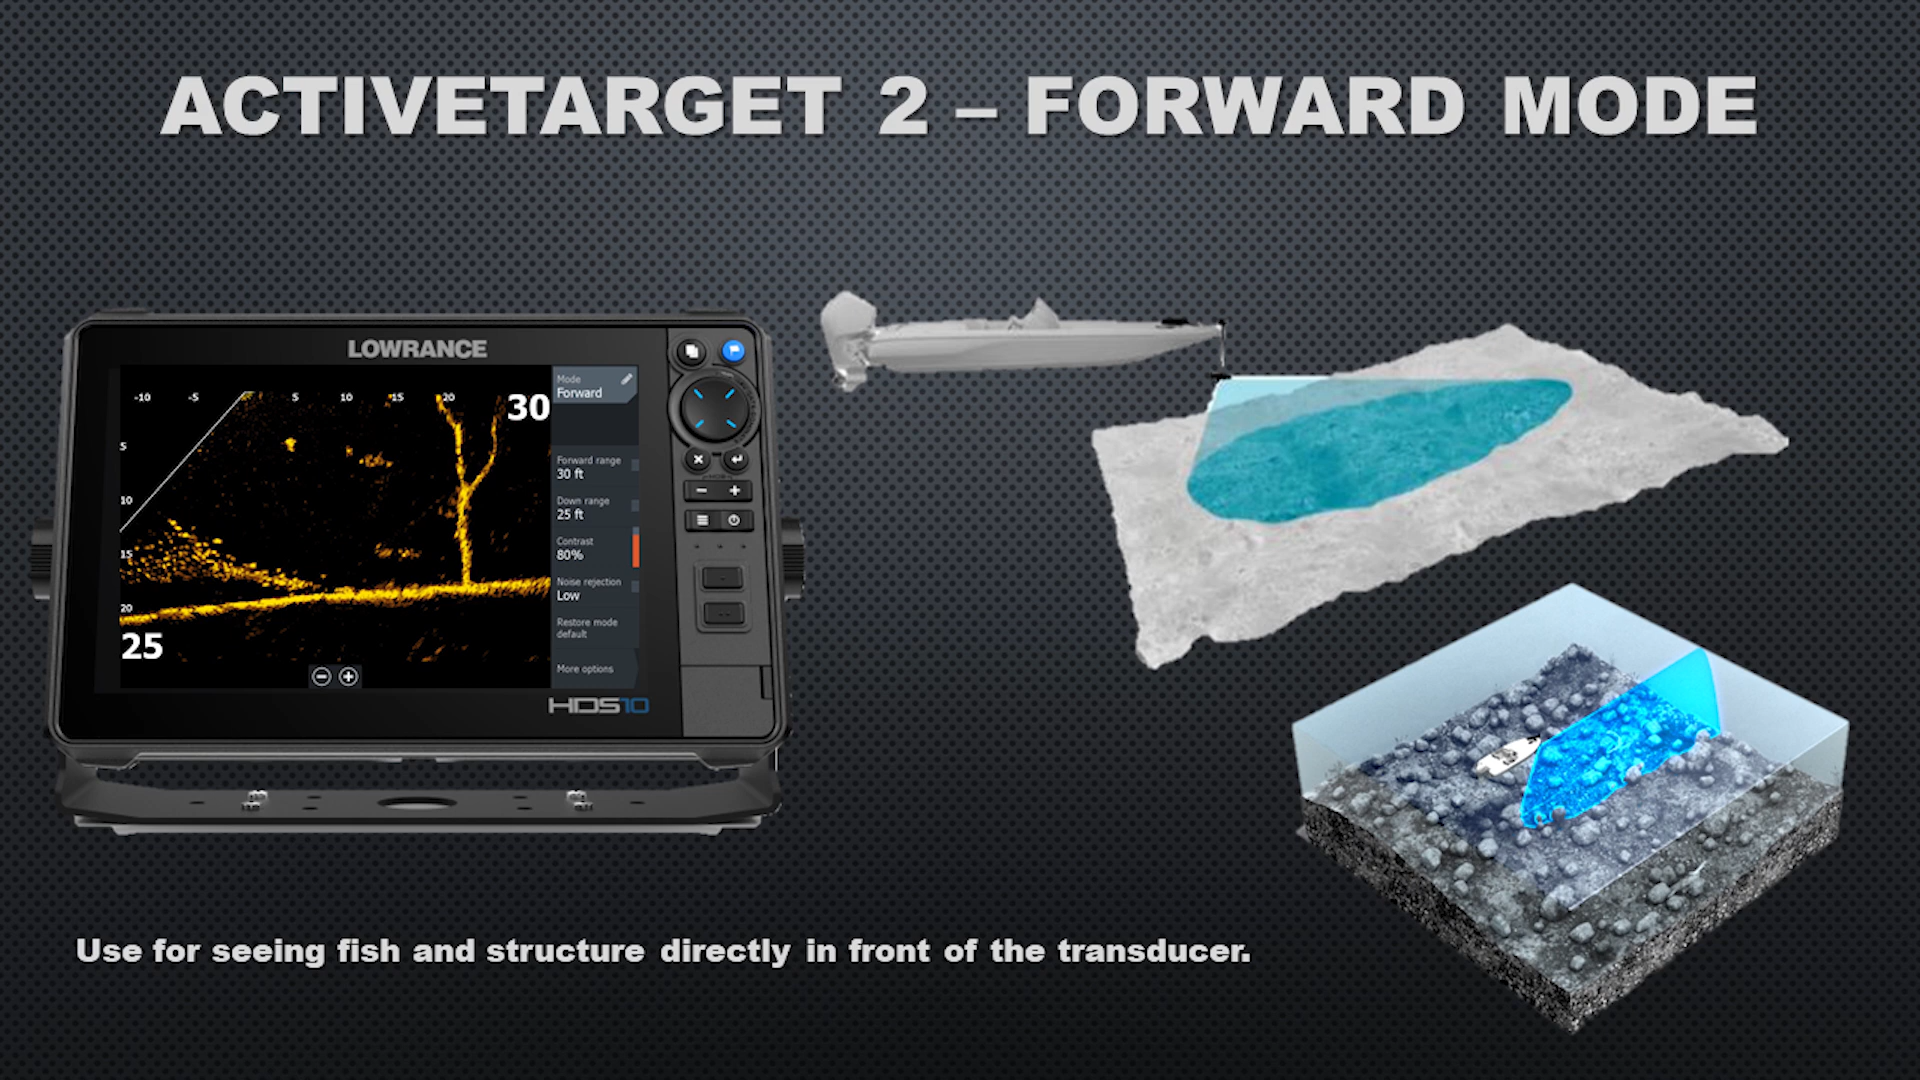 ACTIVETARGET 2 – FORWARD MODE
LOWRANCE
-10 -5 5 10 15 20 30
5
10
15
20
25
Mode
Forward
Forward range
30 ft
Down range
25 ft
Contrast
80%
Noise rejection
Low
Restore mode
default
More options
HDS10
Use for seeing fish and structure directly in front of the transducer.